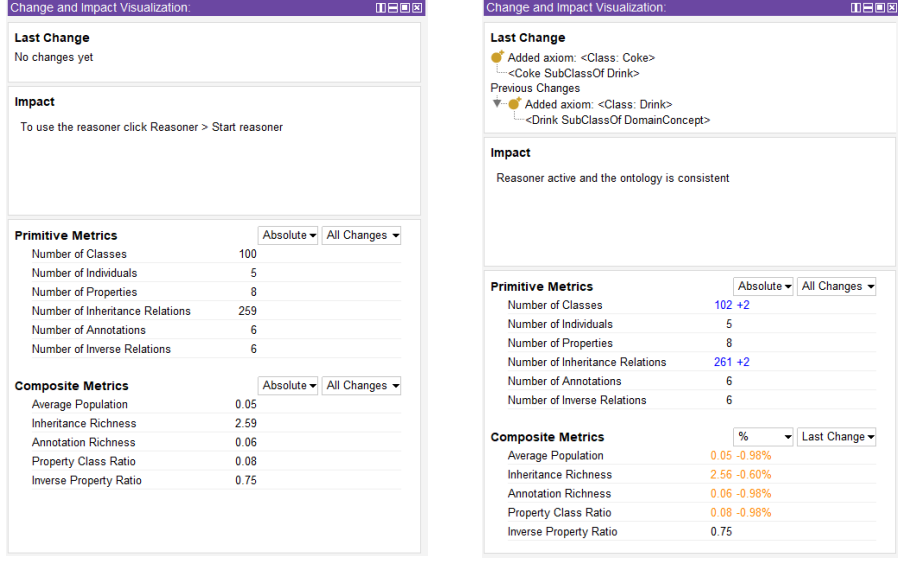 Change and Impact Visualization:
Last Change
No changes yet
Impact
To use the reasoner click Reasoner > Start reasoner
Primitive Metrics Absolute All Changes
Number of Classes 100
Number of Individuals 5
Number of Properties 8
Number of Inheritance Relations 259
Number of Annotations 6
Number of Inverse Relations 6
Composite Metrics Absolute All Changes
Average Population 0.05
Inheritance Richness 2.59
Annotation Richness 0.06
Property Class Ratio 0.08
Inverse Property Ratio 0.75
Change and Impact Visualization:
Last Change
Added axiom: <Class: Coke>
<Coke SubClassOf Drink>
Previous Changes
Added axiom: <Class: Drink>
<Drink SubClassOf DomainConcept>
Impact
Reasoner active and the ontology is consistent
Primitive Metrics Absolute All Changes
Number of Classes 102 +2
Number of Individuals 5
Number of Properties 8
Number of Inheritance Relations 261 +2
Number of Annotations 6
Number of Inverse Relations 6
Composite Metrics % Last Change
Average Population 0.05 -0.98%
Inheritance Richness 2.56 -0.60%
Annotation Richness 0.06 -0.98%
Property Class Ratio 0.08 -0.98%
Inverse Property Ratio 0.75